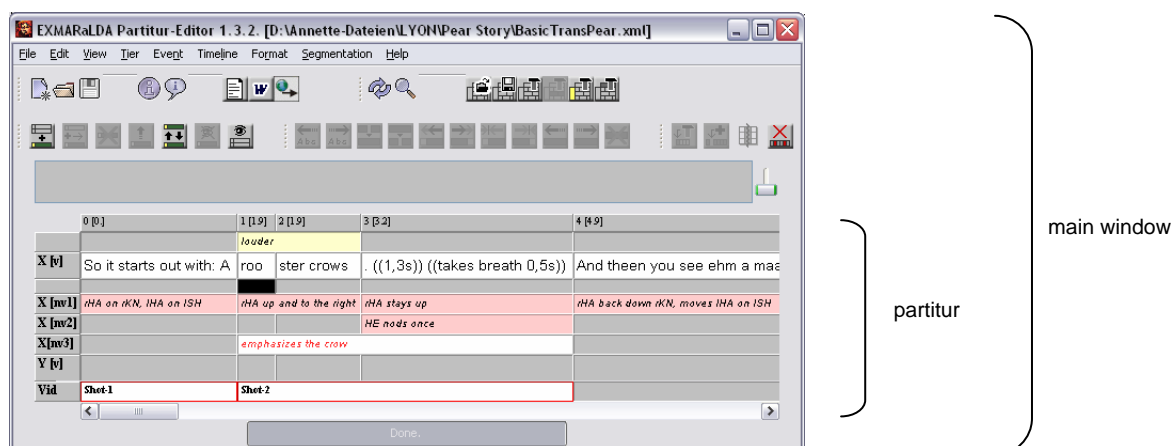 EXMARaLDA Partitur-Editor 1.3.2. [D:\Annette-Dateien\LYON\Pear Story\BasicTransPear.xml]
File Edit View Tier Event Timeline Format Segmentation Help
main window
partitur
0 [0.] 1 [1.9] 2 [1.9] 3 [3.2] 4 [4.9]
louder
X [v] So it starts out with: A roo ster crows . ((1,3s)) ((takes breath 0,5s)) And theen you see ehm a maa
X [nv1] rHA on rKN, lHA on lSH rHA up and to the right rHA stays up rHA back down rKN, moves lHA on lSH
X [nv2] HE nods once
X[nv3] emphasizes the crow
Y [v]
Vid Shot-1 Shot-2
Done.